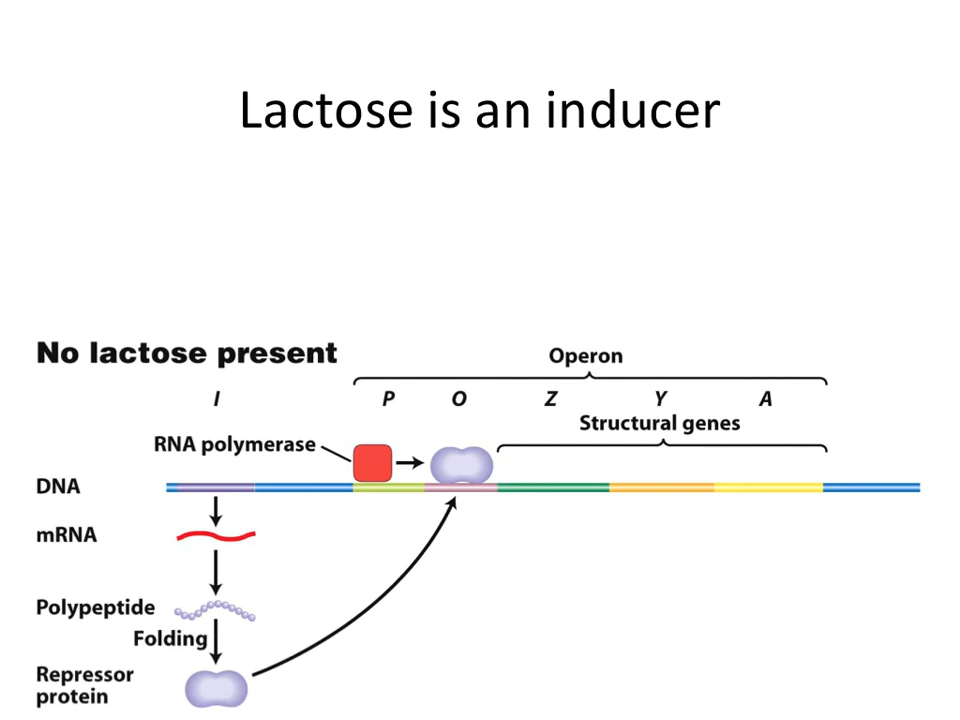 Lactose is an inducer
No lactose present
Operon
I P O Z Y A
Structural genes
RNA polymerase
DNA
mRNA
Polypeptide
Folding
Repressor
protein